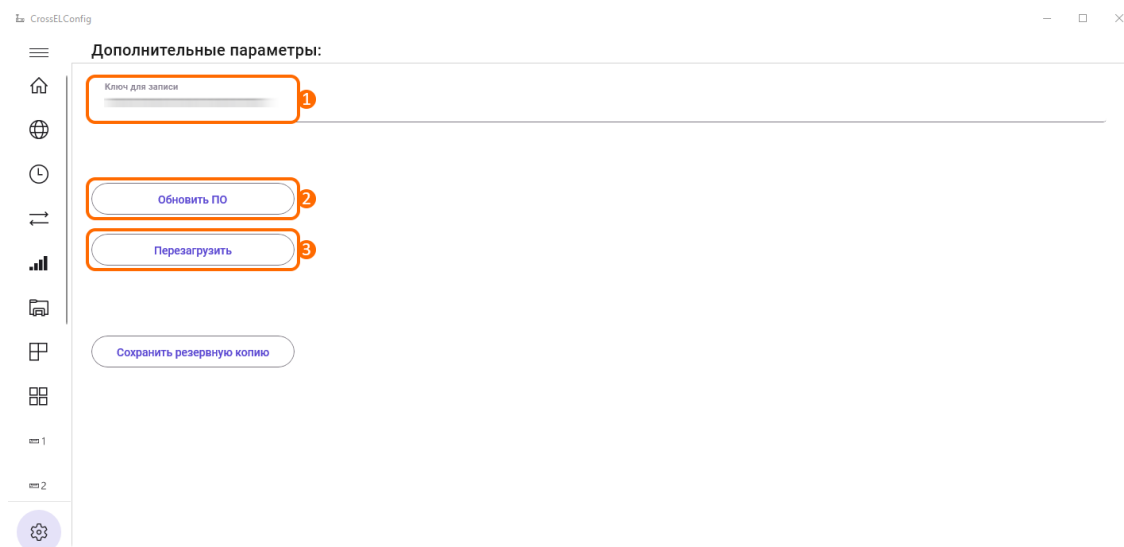 CrossELConfig
Дополнительные параметры:
Ключ для записи
1
Обновить ПО
2
Перезагрузить
3
Сохранить резервную копию
1
2